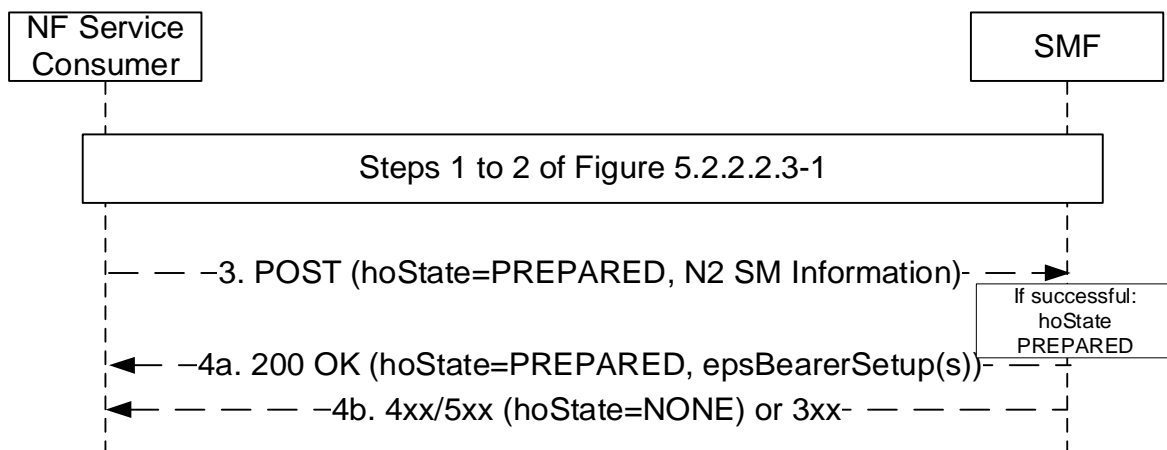 NF Service
Consumer
SMF
Steps 1 to 2 of Figure 5.2.2.2.3-1
3. POST (hoState=PREPARED, N2 SM Information)
If successful:
hoState
PREPARED
4a. 200 OK (hoState=PREPARED, epsBearerSetup(s))
4b. 4xx/5xx (hoState=NONE) or 3xx